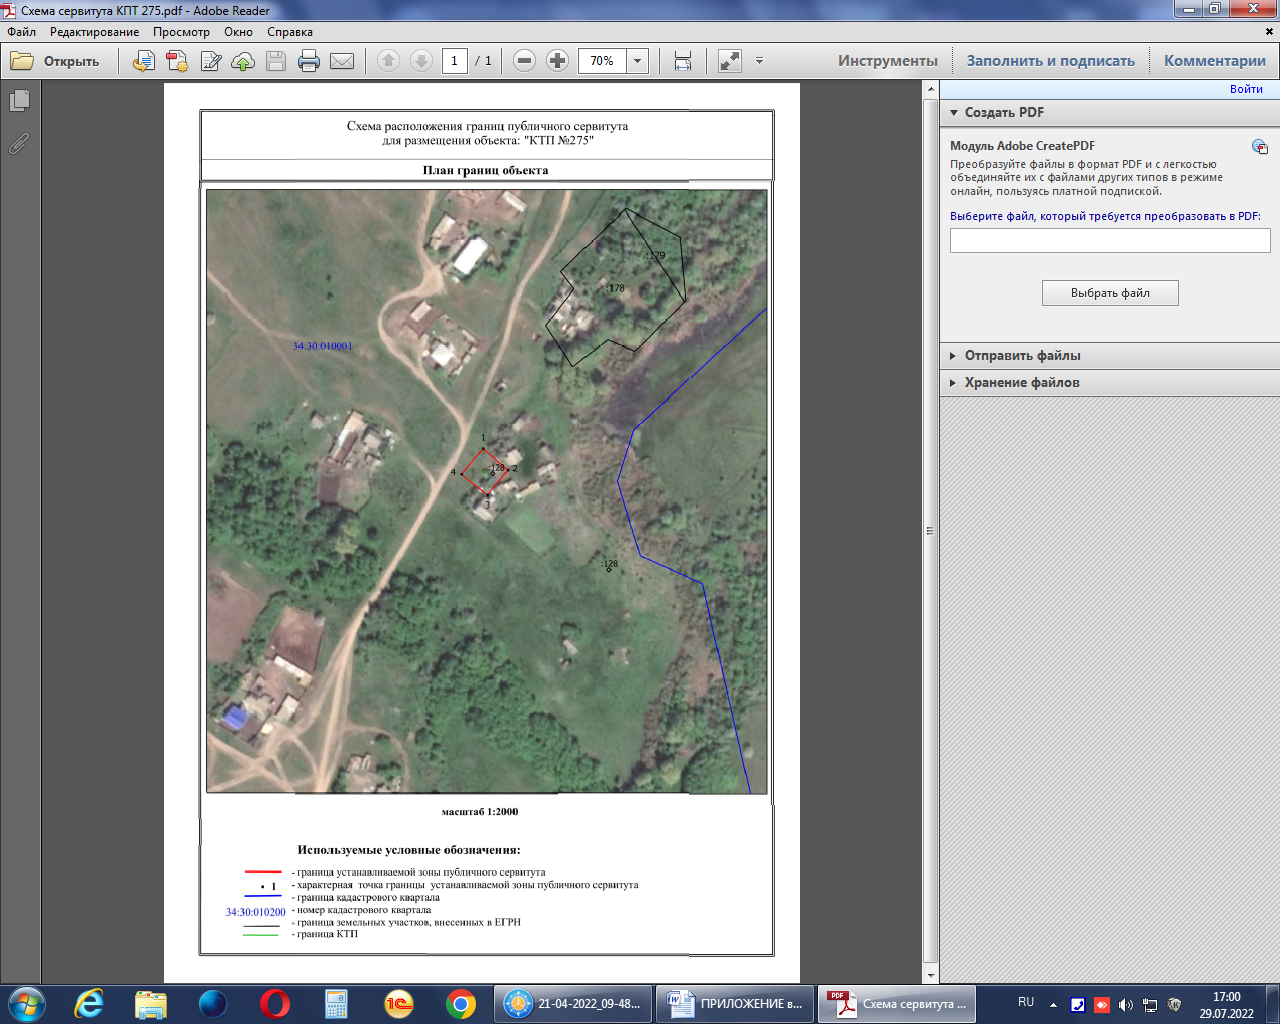 Схема сервитута КПТ 275.pdf - Adobe Reader
Файл Редактирование Просмотр Окно Справка
Открыть 1 / 1 70% Инструменты Заполнить и подписать Комментарии
Войти
Создать PDF
Модуль Adobe CreatePDF
Преобразуйте файлы в формат PDF и с легкостью
объединяйте их с файлами других типов в режиме
онлайн, пользуясь платной подпиской.
Выберите файл, который требуется преобразовать в PDF:
Выбрать файл
Отправить файлы
Хранение файлов
Схема расположения границ публичного сервитута
для размещения объекта: "КТП №275"
План границ объекта
:179
:178
34:30:010001
1
:128
2
4
3
:128
масштаб 1:2000
Используемые условные обозначения:
- граница устанавливаемой зоны публичного сервитута
1 - характерная точка границы устанавливаемой зоны публичного сервитута
- граница кадастрового квартала
34:30:010200 - номер кадастрового квартала
- граница земельных участков, внесенных в ЕГРН
- граница КТП
21-04-2022_09-48... ПРИЛОЖЕНИЕ в... Схема сервитута ... RU 17:00
29.07.2022